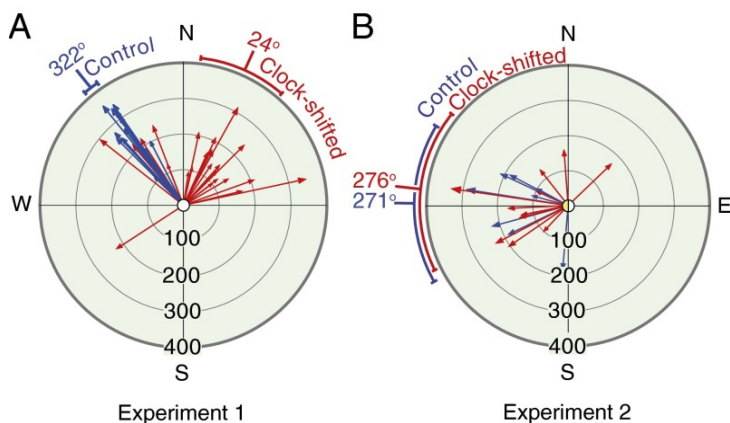 A
N
322°
Control
24°
Clock-shifted
W
100
200
300
400
S
Experiment 1
B
N
Control
Clock-shifted
276°
271°
E
100
200
300
400
S
Experiment 2